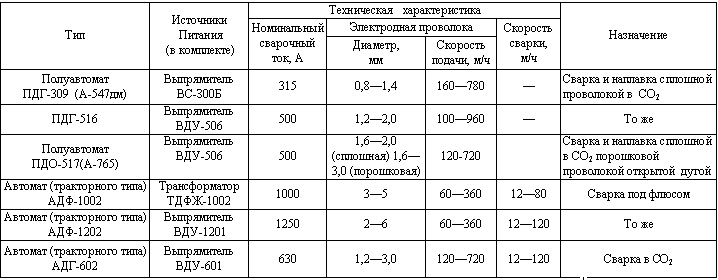 Тип
Источники
Питания
(в комплекте)
Техническая характеристика
Назначение
Номинальный
сварочный
ток, А
Электродная проволока
Скорость
сварки,
м/ч
Диаметр,
мм
Скорость
подачи, м/ч
Полуавтомат
ПДГ-309 (А-547дм)
Выпрямитель
ВС-300Б
315
0,8—1,4
160—780
—
Сварка и наплавка сплошной
проволокой в CO2
ПДГ-516
Выпрямитель
ВДУ-506
500
1,2—2,0
100—960
—
То же
Полуавтомат
ПДО-517(А-765)
Выпрямитель
ВДУ-506
500
1,6—2,0
(сплошная) 1,6—
3,0 (порошковая)
120-720
Сварка и наплавка сплошной
в CO2 порошковой
проволокой открытой дугой
Автомат (тракторного типа)
АДФ-1002
Трансформатор
ТДФЖ-1002
1000
3—5
60—360
12—80
Сварка под флюсом
Автомат (тракторного типа)
АДФ-1202
Выпрямитель
ВДУ-1201
1250
2—6
60—360
12—120
То же
Автомат (тракторного типа)
АДГ-602
Выпрямитель
ВДУ-601
630
1,2—3,0
120—720
12—120
Сварка в CO2